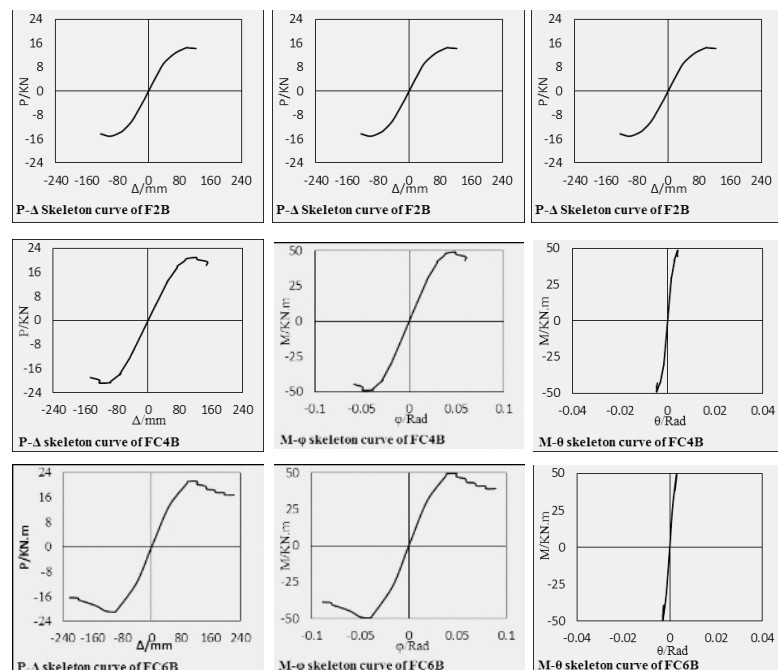 P/KN
24
16
8
0
-8
-16
-24
-240 -160 -80 0 80 160 240
Δ/mm
P-Δ Skeleton curve of F2B
P/KN
24
16
8
0
-8
-16
-24
-240 -160 -80 0 80 160 240
Δ/mm
P-Δ Skeleton curve of F2B
P/KN
24
16
8
0
-8
-16
-24
-240 -160 -80 0 80 160 240
Δ/mm
P-Δ Skeleton curve of F2B
P/KN
24
16
8
0
-8
-16
-24
-240 -160 -80 0 80 160 240
Δ/mm
P-Δ skeleton curve of FC4B
M/KN.m
50
25
0
-25
-50
-0.1 -0.05 0 0.05 0.1
φ/Rad
M-φ skeleton curve of FC4B
M/KN.m
50
25
0
-25
-50
-0.04 -0.02 0 0.02 0.04
θ/Rad
M-θ skeleton curve of FC4B
P/KN.m
24
16
8
0
-8
-16
-24
-240 -160 -80 0 80 160 240
Δ/mm
P-Δ skeleton curve of FC6B
M/KN.m
50
25
0
-25
-50
-0.1 -0.05 0 0.05 0.1
φ/Rad
M-φ skeleton curve of FC6B
M/KN.m
50
25
0
-25
-50
-0.04 -0.02 0 0.02 0.04
θ/Rad
M-θ skeleton curve of FC6B